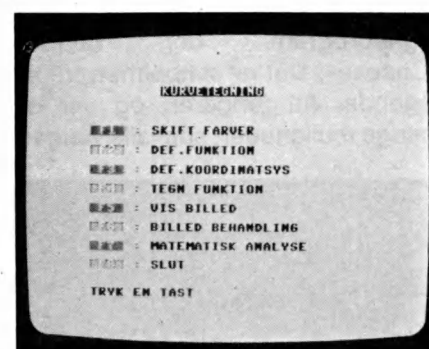 KURVETEGNING
: SKIFT FARVER
: DEF.FUNKTION
: DEF.KOORDINATSYS
: TEGN FUNKTION
: VIS BILLED
: BILLED BEHANDLING
: MATEMATISK ANALYSE
: SLUT
TRYK EN TAST